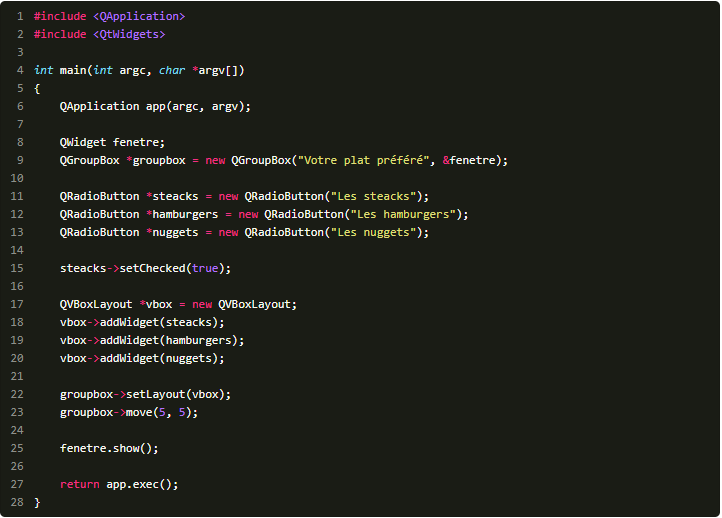 1 #include <QApplication>
2 #include <QtWidgets>
3
4 int main(int argc, char *argv[])
5 {
6     QApplication app(argc, argv);
7
8     QWidget fenetre;
9     QGroupBox *groupbox = new QGroupBox("Votre plat préféré", &fenetre);
10
11     QRadioButton *steacks = new QRadioButton("Les steacks");
12     QRadioButton *hamburgers = new QRadioButton("Les hamburgers");
13     QRadioButton *nuggets = new QRadioButton("Les nuggets");
14
15     steacks->setChecked(true);
16
17     QVBoxLayout *vbox = new QVBoxLayout;
18     vbox->addWidget(steacks);
19     vbox->addWidget(hamburgers);
20     vbox->addWidget(nuggets);
21
22     groupbox->setLayout(vbox);
23     groupbox->move(5, 5);
24
25     fenetre.show();
26
27     return app.exec();
28 }